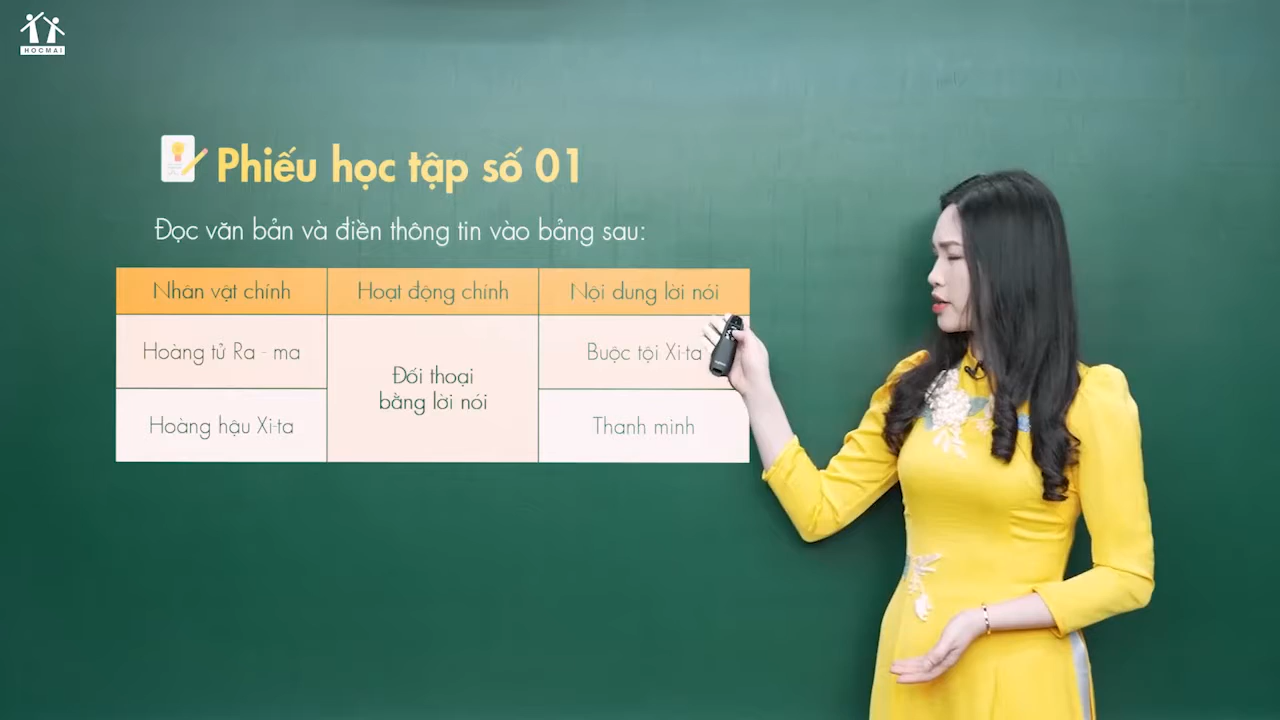 HOCMAI
Phiếu học tập số 01
Đọc văn bản và điền thông tin vào bảng sau:
Nhân vật chính
Hoạt động chính
Nội dung lời nói
Hoàng tử Ra - ma
Đối thoại
bằng lời nói
Buộc tội Xi-ta
Hoàng hậu Xi-ta
Thanh minh